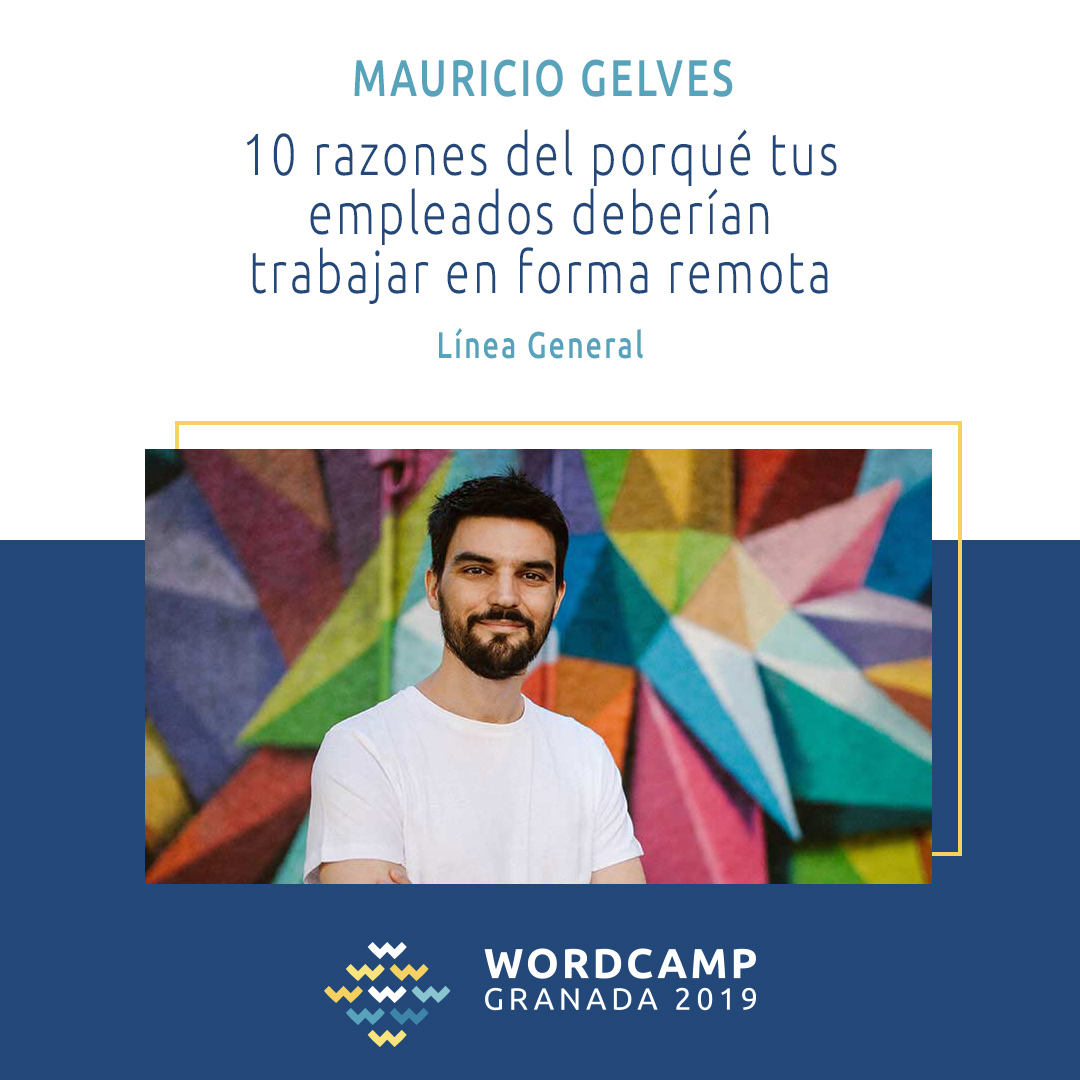 MAURICIO GELVES
10 razones del porqué tus
empleados deberían
trabajar en forma remota
Línea General
WORDCAMP
GRANADA 2019